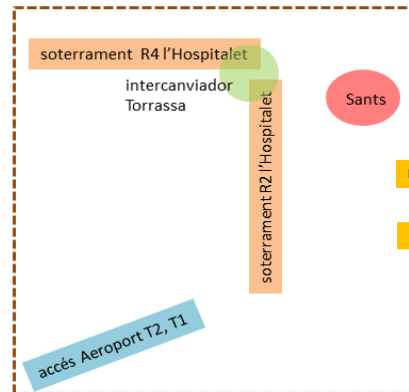 soterrament R4 l'Hospitalet
intercanviador
Torrassa
Sants
soterrament R2 l'Hospitalet
accés Aeroport T2, T1